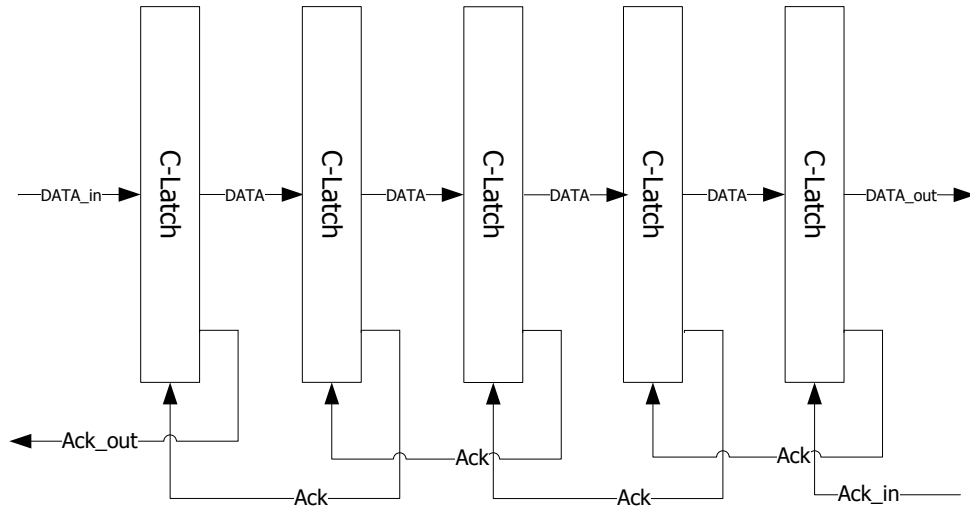 C-Latch
C-Latch
C-Latch
C-Latch
C-Latch
DATA_in
DATA
DATA
DATA
DATA
DATA_out
Ack_out
Ack
Ack
Ack
Ack
Ack_in